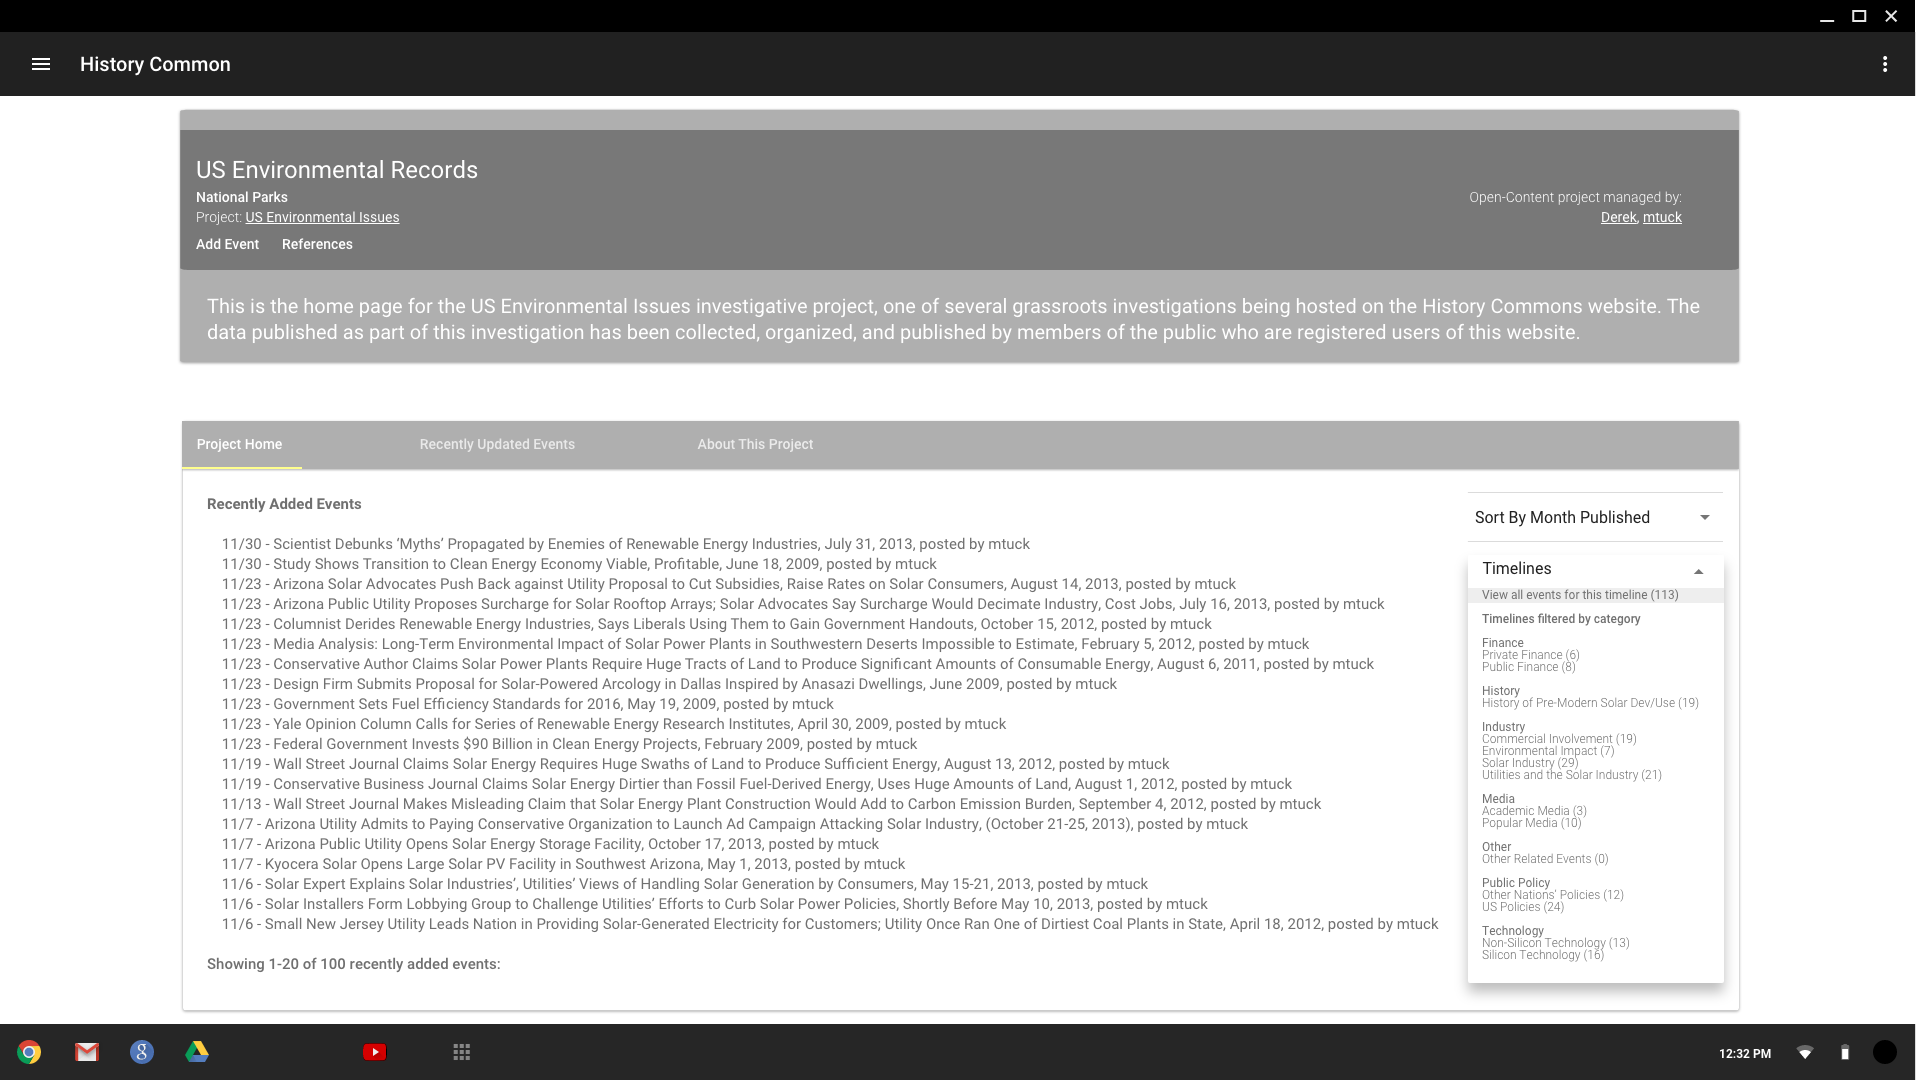 History Common
US Environmental Records
National Parks
Project: US Environmental Issues
Add Event References
Open-Content project managed by:
Derek, mtuck
This is the home page for the US Environmental Issues investigative project, one of several grassroots investigations being hosted on the History Commons website. The
data published as part of this investigation has been collected, organized, and published by members of the public who are registered users of this website.
Project Home Recently Updated Events About This Project
Recently Added Events
11/30 - Scientist Debunks ‘Myths’ Propagated by Enemies of Renewable Energy Industries, July 31, 2013, posted by mtuck
11/30 - Study Shows Transition to Clean Energy Economy Viable, Profitable, June 18, 2009, posted by mtuck
11/23 - Arizona Solar Advocates Push Back against Utility Proposal to Cut Subsidies, Raise Rates on Solar Consumers, August 14, 2013, posted by mtuck
11/23 - Arizona Public Utility Proposes Surcharge for Solar Rooftop Arrays; Solar Advocates Say Surcharge Would Decimate Industry, Cost Jobs, July 16, 2013, posted by mtuck
11/23 - Columnist Derides Renewable Energy Industries, Says Liberals Using Them to Gain Government Handouts, October 15, 2012, posted by mtuck
11/23 - Media Analysis: Long-Term Environmental Impact of Solar Power Plants in Southwestern Deserts Impossible to Estimate, February 5, 2012, posted by mtuck
11/23 - Conservative Author Claims Solar Power Plants Require Huge Tracts of Land to Produce Significant Amounts of Consumable Energy, August 6, 2011, posted by mtuck
11/23 - Design Firm Submits Proposal for Solar-Powered Arcology in Dallas Inspired by Anasazi Dwellings, June 2009, posted by mtuck
11/23 - Government Sets Fuel Efficiency Standards for 2016, May 19, 2009, posted by mtuck
11/23 - Yale Opinion Column Calls for Series of Renewable Energy Research Institutes, April 30, 2009, posted by mtuck
11/23 - Federal Government Invests $90 Billion in Clean Energy Projects, February 2009, posted by mtuck
11/19 - Wall Street Journal Claims Solar Energy Requires Huge Swaths of Land to Produce Sufficient Energy, August 13, 2012, posted by mtuck
11/19 - Conservative Business Journal Claims Solar Energy Dirtier than Fossil Fuel-Derived Energy, Uses Huge Amounts of Land, August 1, 2012, posted by mtuck
11/13 - Wall Street Journal Makes Misleading Claim that Solar Energy Plant Construction Would Add to Carbon Emission Burden, September 4, 2012, posted by mtuck
11/7 - Arizona Utility Admits to Paying Conservative Organization to Launch Ad Campaign Attacking Solar Industry, (October 21-25, 2013), posted by mtuck
11/7 - Arizona Public Utility Opens Solar Energy Storage Facility, October 17, 2013, posted by mtuck
11/7 - Kyocera Solar Opens Large Solar PV Facility in Southwest Arizona, May 1, 2013, posted by mtuck
11/6 - Solar Expert Explains Solar Industries’, Utilities’ Views of Handling Solar Generation by Consumers, May 15-21, 2013, posted by mtuck
11/6 - Solar Installers Form Lobbying Group to Challenge Utilities’ Efforts to Curb Solar Power Policies, Shortly Before May 10, 2013, posted by mtuck
11/6 - Small New Jersey Utility Leads Nation in Providing Solar-Generated Electricity for Customers; Utility Once Ran One of Dirtiest Coal Plants in State, April 18, 2012, posted by mtuck
Showing 1-20 of 100 recently added events:
Sort By Month Published
Timelines
View all events for this timeline (113)
Timelines filtered by category
Finance
Private Finance (6)
Public Finance (8)
History
History of Pre-Modern Solar Dev/Use (19)
Industry
Commercial Involvement (19)
Environmental Impact (7)
Solar Industry (29)
Utilities and the Solar Industry (21)
Media
Academic Media (3)
Popular Media (10)
Other
Other Related Events (0)
Public Policy
Other Nations’ Policies (12)
US Policies (24)
Technology
Non-Silicon Technology (13)
Silicon Technology (16)
12:32 PM